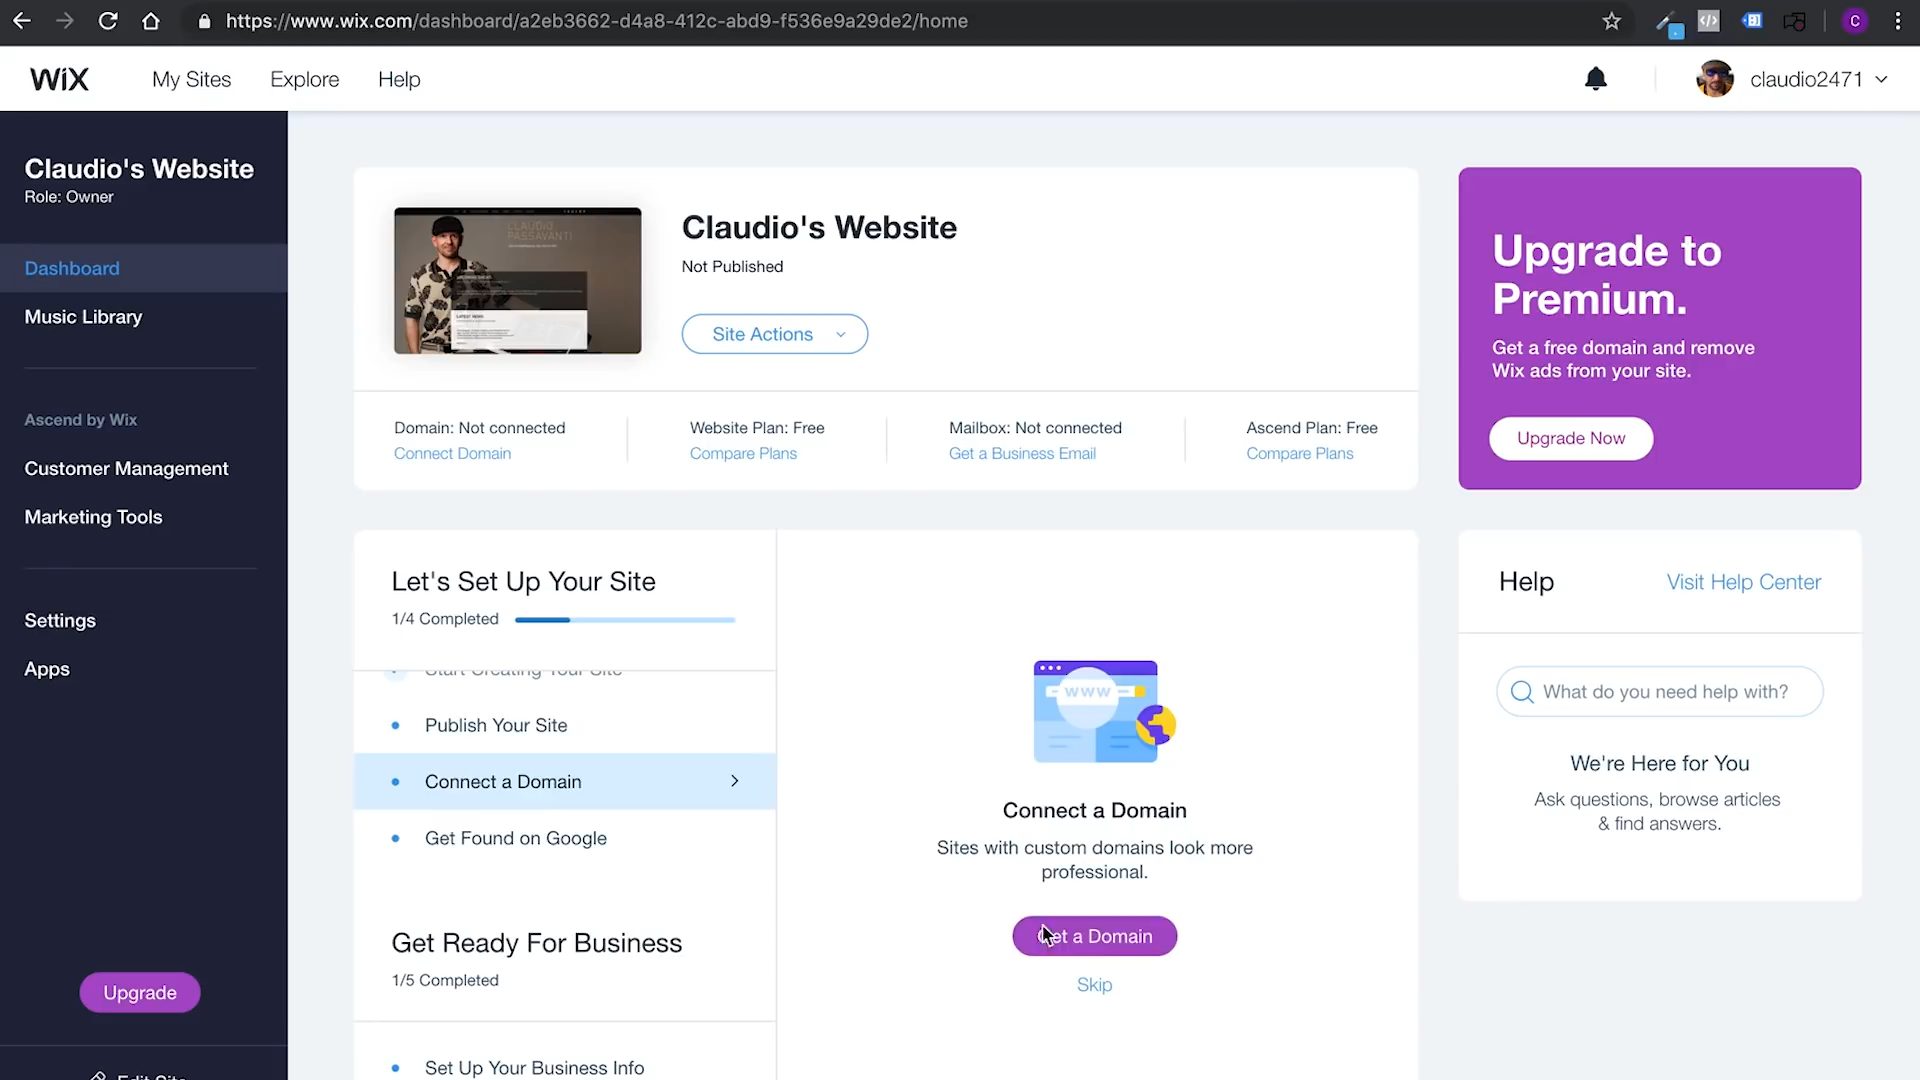 https://www.wix.com/dashboard/a2eb3662-d4a8-412c-abd9-f536e9a29de2/home
C
WiX
My Sites
Explore
Help
claudio2471
Claudio's Website
Role: Owner
Dashboard
Music Library
Ascend by Wix
Customer Management
Marketing Tools
Settings
Apps
Upgrade
Edit Site
CLAUDIO
PASSAVANTI
LATEST NEWS
Claudio's Website
Not Published
Site Actions
Domain: Not connected
Connect Domain
Website Plan: Free
Compare Plans
Mailbox: Not connected
Get a Business Email
Ascend Plan: Free
Compare Plans
Upgrade to
Premium.
Get a free domain and remove
Wix ads from your site.
Upgrade Now
Let's Set Up Your Site
1/4 Completed
Start Creating Your Site
Publish Your Site
Connect a Domain
Get Found on Google
Get Ready For Business
1/5 Completed
Set Up Your Business Info
www
Connect a Domain
Sites with custom domains look more
professional.
Get a Domain
Skip
Help
Visit Help Center
What do you need help with?
We're Here for You
Ask questions, browse articles
& find answers.